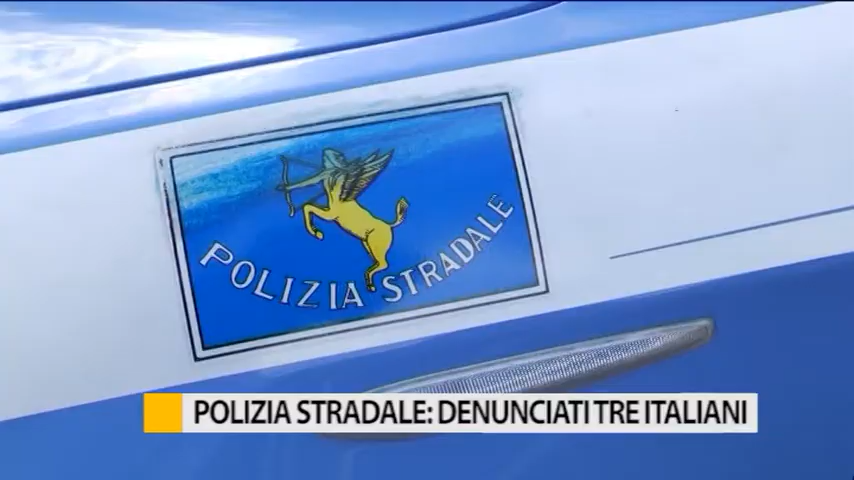 POLIZIA STRADALE
POLIZIA STRADALE: DENUNCIATI TRE ITALIANI